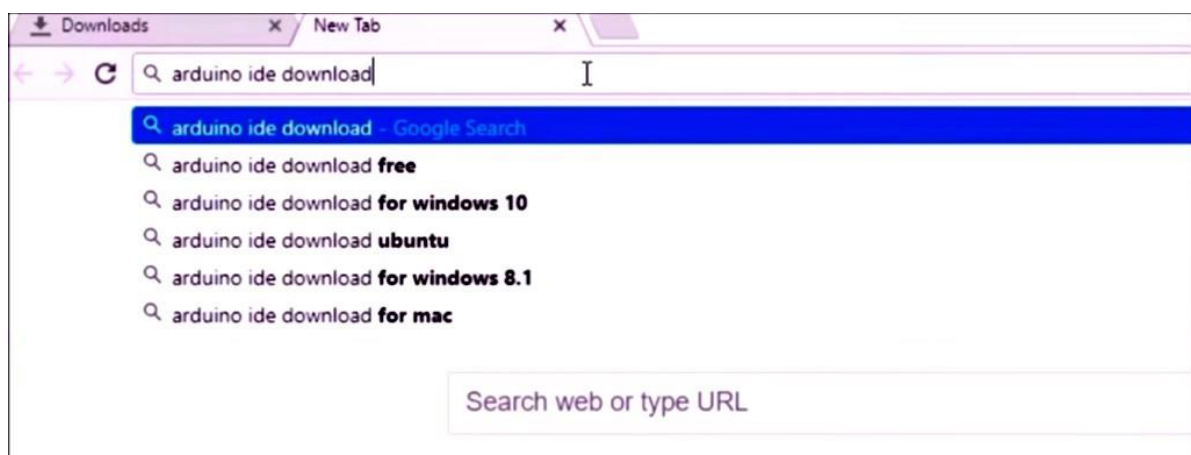 Downloads New Tab
arduino ide download
arduino ide download - Google Search
arduino ide download free
arduino ide download for windows 10
arduino ide download ubuntu
arduino ide download for windows 8.1
arduino ide download for mac
Search web or type URL